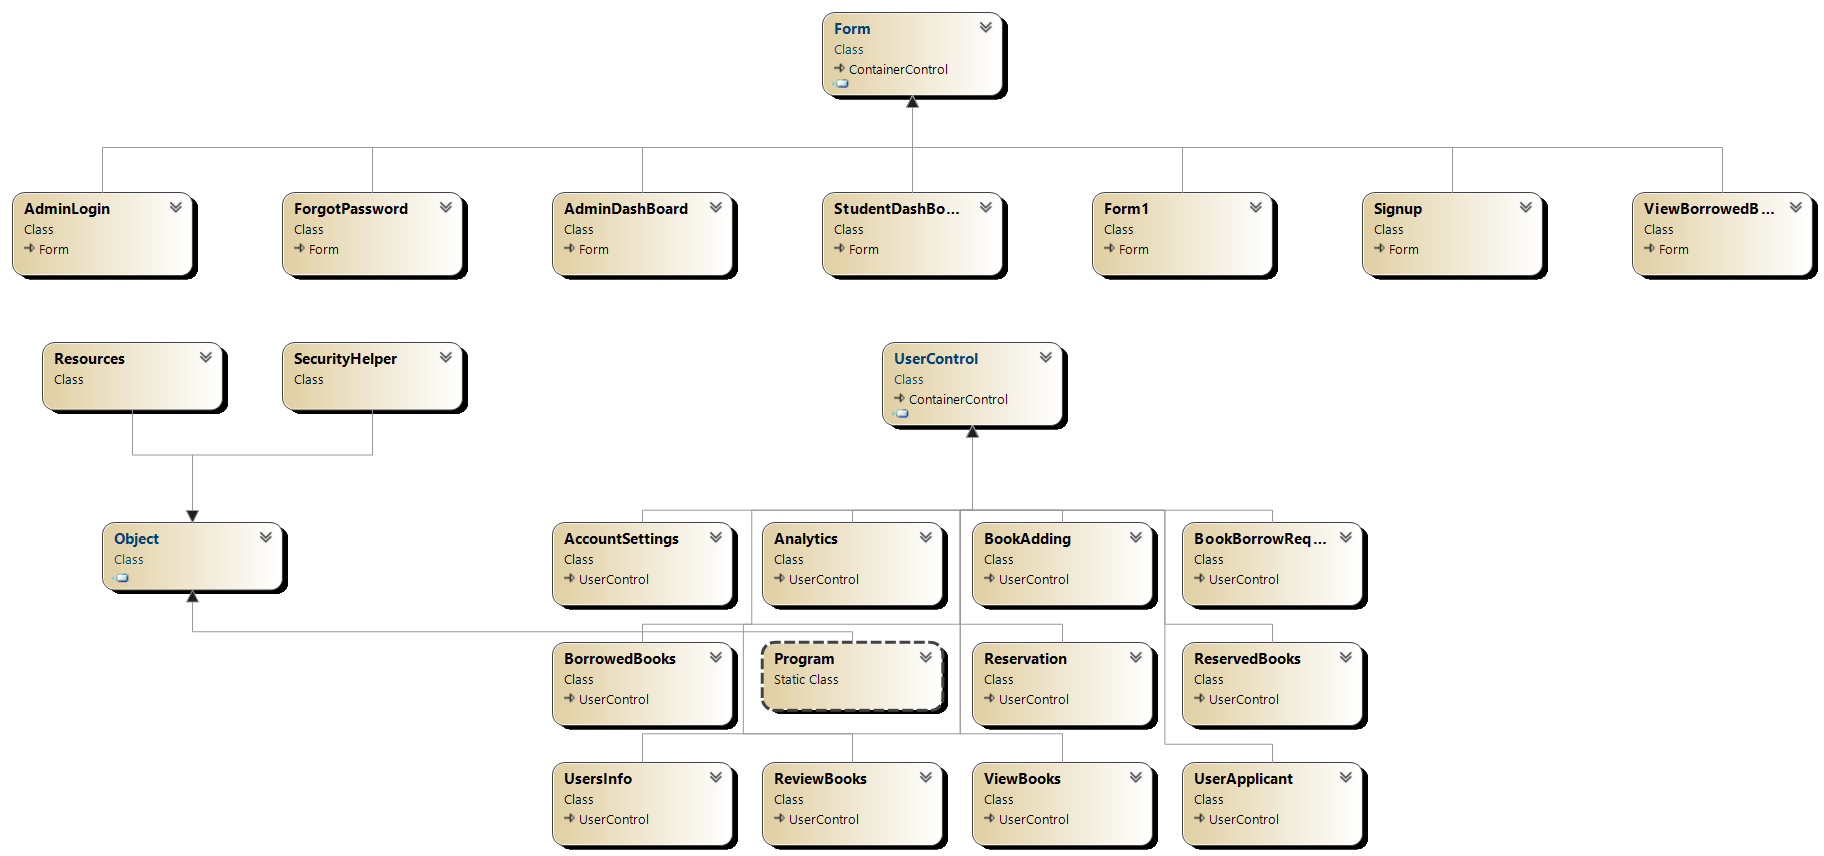 Form
Class
ContainerControl
AdminLogin
Class
Form
ForgotPassword
Class
Form
AdminDashBoard
Class
Form
StudentDashBo...
Class
Form
Form1
Class
Form
Signup
Class
Form
ViewBorrowedB...
Class
Form
Resources
Class
SecurityHelper
Class
UserControl
Class
ContainerControl
Object
Class
AccountSettings
Class
UserControl
Analytics
Class
UserControl
BookAdding
Class
UserControl
BookBorrowReq...
Class
UserControl
BorrowedBooks
Class
UserControl
Program
Static Class
Reservation
Class
UserControl
ReservedBooks
Class
UserControl
UsersInfo
Class
UserControl
ReviewBooks
Class
UserControl
ViewBooks
Class
UserControl
UserApplicant
Class
UserControl